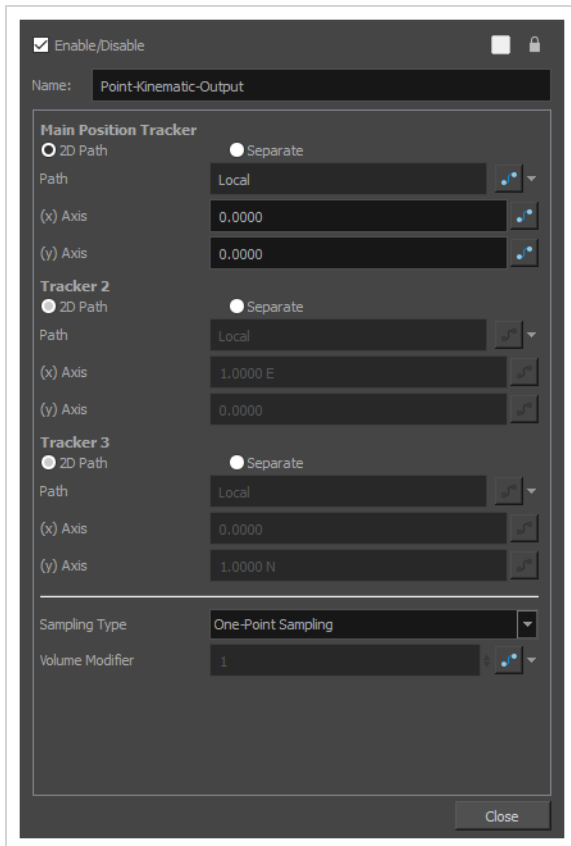 Enable/Disable
Name: Point-Kinematic-Output
Main Position Tracker
2D Path Separate
Path Local
(x) Axis 0.0000
(y) Axis 0.0000
Tracker 2
2D Path Separate
Path Local
(x) Axis 1.0000 E
(y) Axis 0.0000
Tracker 3
2D Path Separate
Path Local
(x) Axis 0.0000
(y) Axis 1.0000 N
Sampling Type One-Point Sampling
Volume Modifier 1
Close